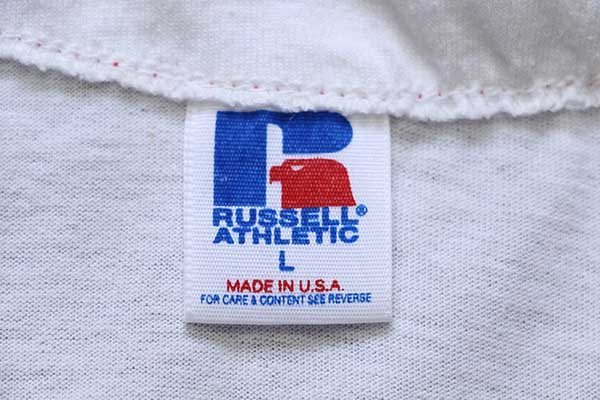 R
RUSSELL®
ATHLETIC
L
MADE IN U.S.A.
FOR CARE & CONTENT SEE REVERSE